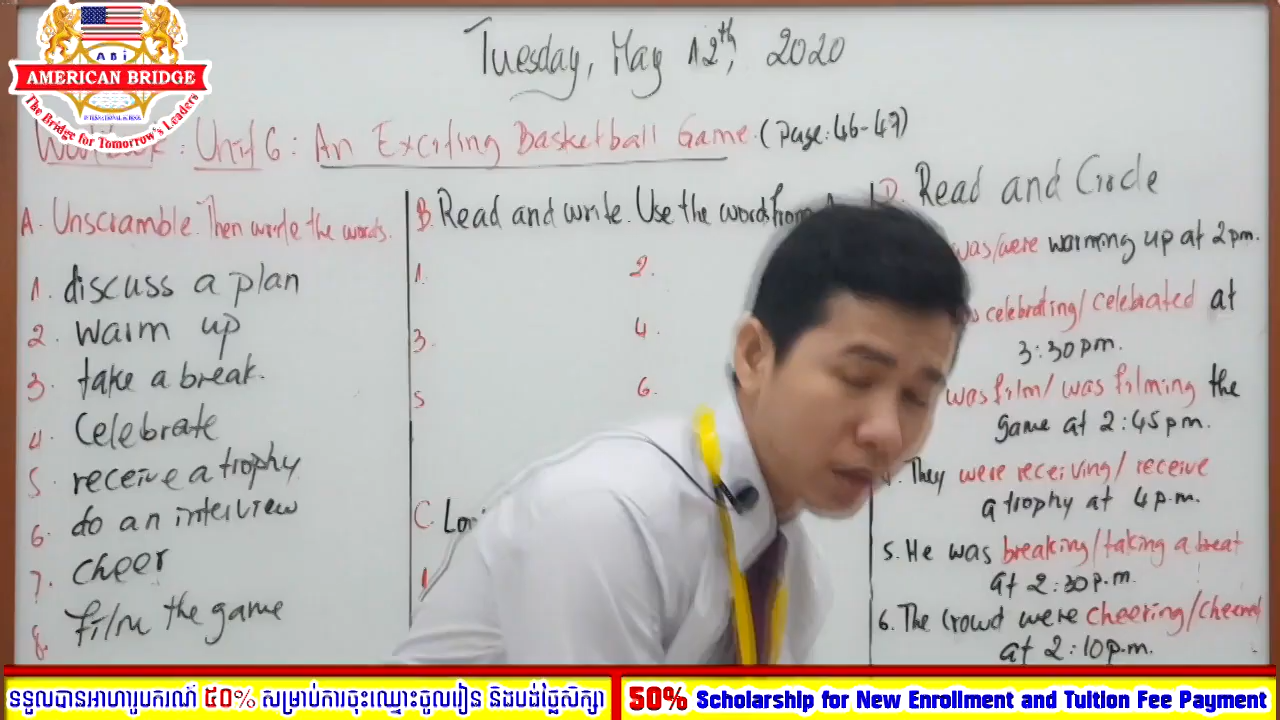 AMERICAN BRIDGE
The Bridge for Tomorrow's Leaders
Tuesday, May 12th, 2020
Workbook : Unit 6 : An Exciting Basketball Game. (page: 46-49)
A. Unscramble. Then write the words.
1. discuss a plan
2. warm up
3. take a break.
4. Celebrate
5. receive a trophy
6. do an interview
7. cheer
8. film the game
B. Read and write. Use the words from
1. 2.
3. 4.
5 6.
C.
1
D. Read and Circle
was/were warming up at 2pm.
celebrating/celebrated at
3:30pm.
was film/ was filming the
game at 2:45pm.
4. They were receiving/ receive
a trophy at 4p.m.
5. He was breaking/taking a break
at 2:30p.m.
6. The crowd were cheering/cheered
at 2:10p.m.
ទទួលបានអាហារូបករណ៍ ៥០% សម្រាប់ការចុះឈ្មោះចូលរៀន និងបង់ថ្លៃសិក្សា
50% Scholarship for New Enrollment and Tuition Fee Payment